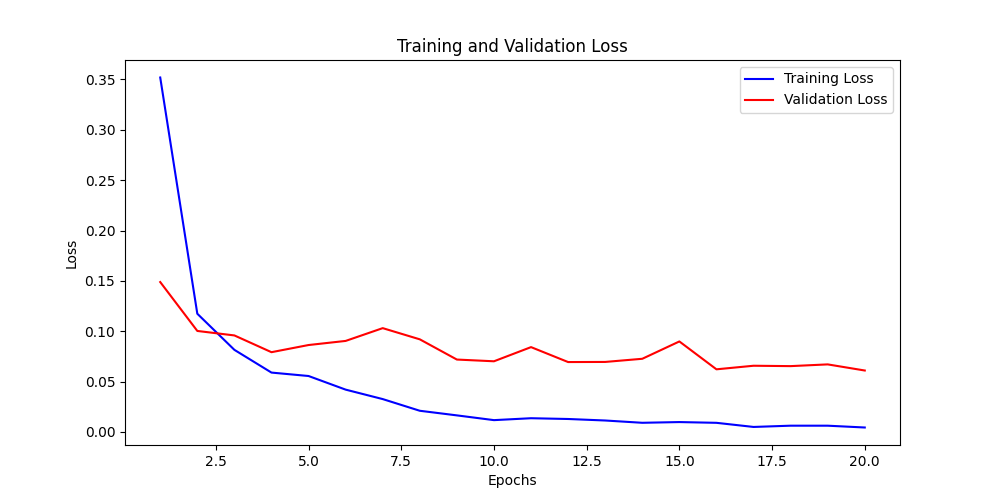 Training and Validation Loss
Training Loss
Validation Loss
Loss
0.35
0.30
0.25
0.20
0.15
0.10
0.05
0.00
2.5 5.0 7.5 10.0 12.5 15.0 17.5 20.0
Epochs